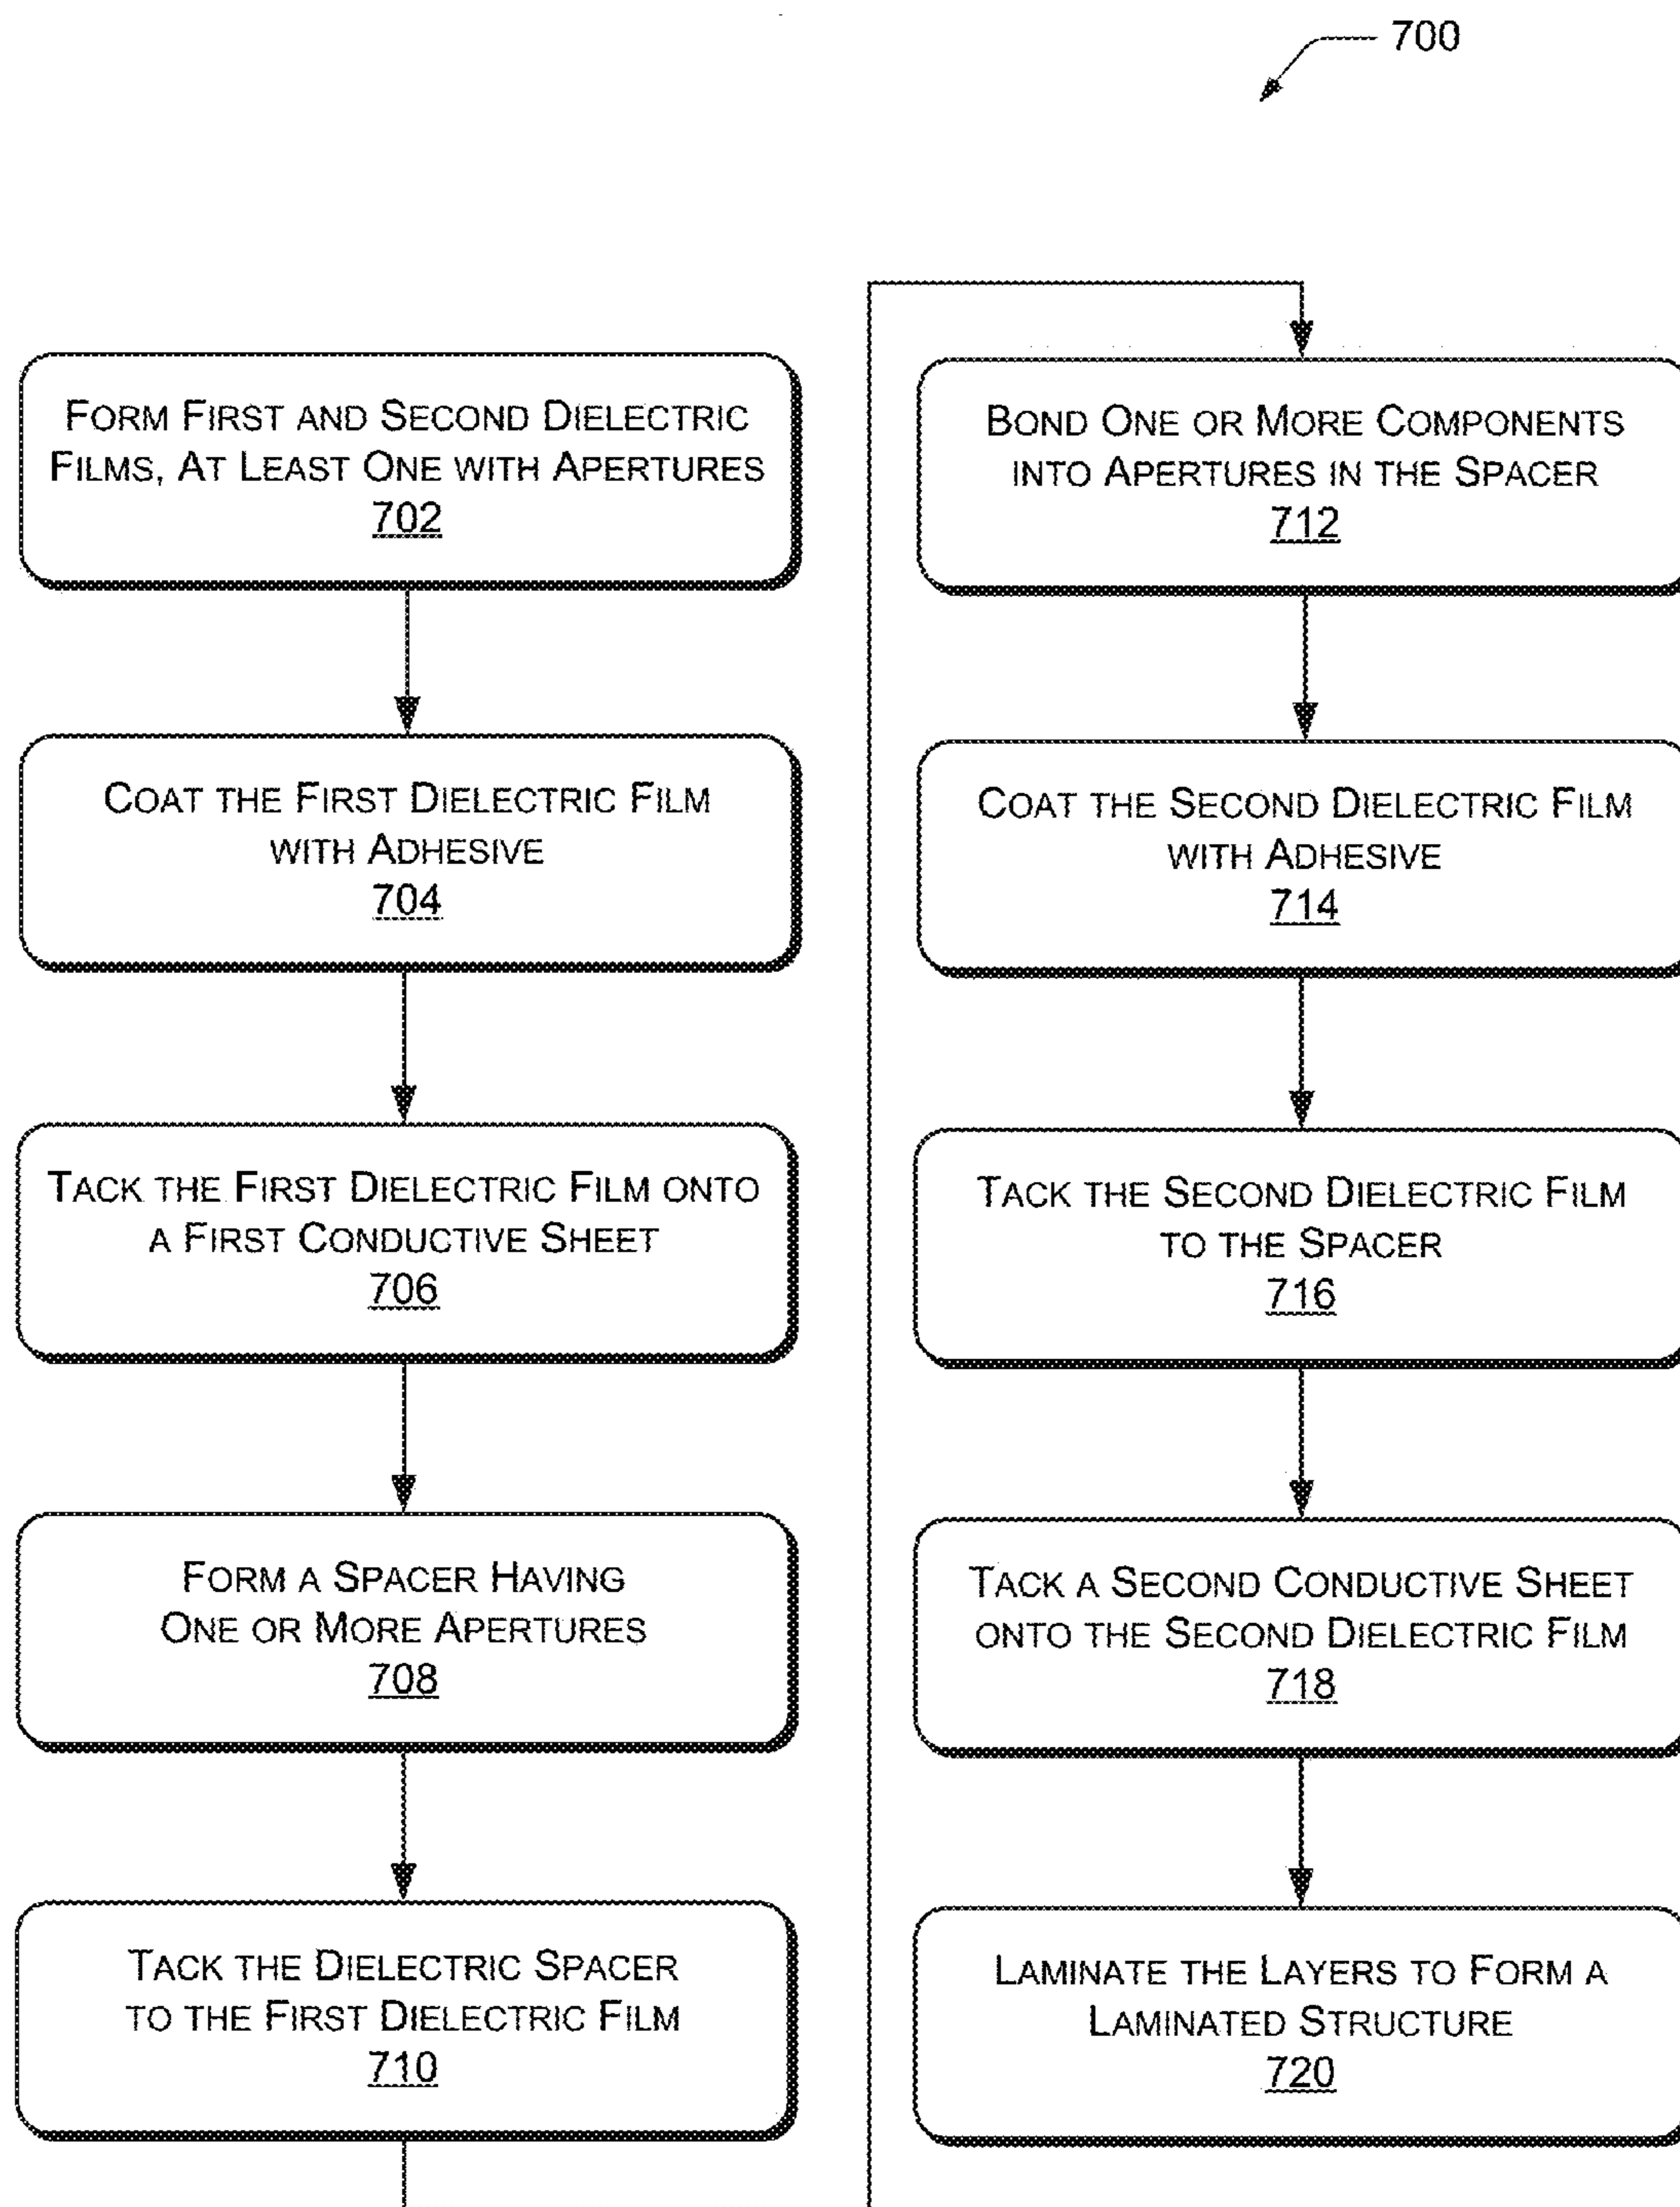 700
FORM FIRST AND SECOND DIELECTRIC
FILMS, AT LEAST ONE WITH APERTURES
702
COAT THE FIRST DIELECTRIC FILM
WITH ADHESIVE
704
TACK THE FIRST DIELECTRIC FILM ONTO
A FIRST CONDUCTIVE SHEET
706
FORM A SPACER HAVING
ONE OR MORE APERTURES
708
TACK THE DIELECTRIC SPACER
TO THE FIRST DIELECTRIC FILM
710
BOND ONE OR MORE COMPONENTS
INTO APERTURES IN THE SPACER
712
COAT THE SECOND DIELECTRIC FILM
WITH ADHESIVE
714
TACK THE SECOND DIELECTRIC FILM
TO THE SPACER
716
TACK A SECOND CONDUCTIVE SHEET
ONTO THE SECOND DIELECTRIC FILM
718
LAMINATE THE LAYERS TO FORM A
LAMINATED STRUCTURE
720